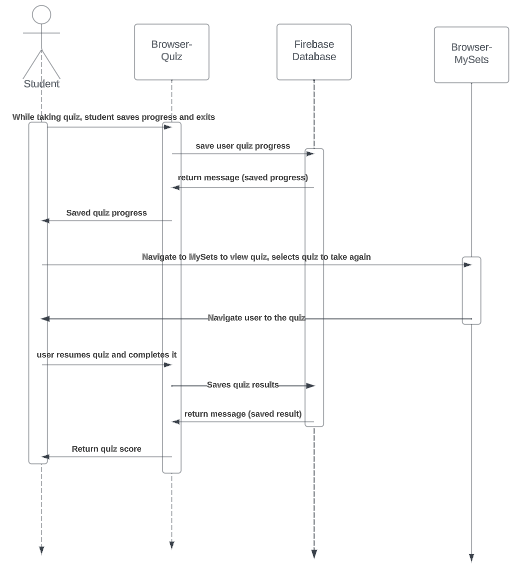 Browser-
Quiz
Firebase
Database
Browser-
MySets
Student
While taking quiz, student saves progress and exits
save user quiz progress
return message (saved progress)
Saved quiz progress
Navigate to MySets to view quiz, selects quiz to take again
Navigate user to the quiz
user resumes quiz and completes it
Saves quiz results
return message (saved result)
Return quiz score